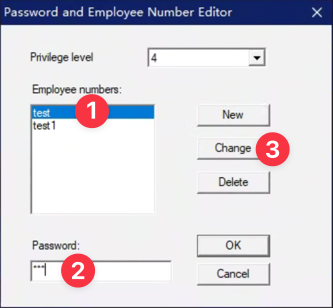 Password and Employee Number Editor
Privilege level
4
Employee numbers:
test
1
test1
New
Change
3
Delete
Password:
***
2
OK
Cancel